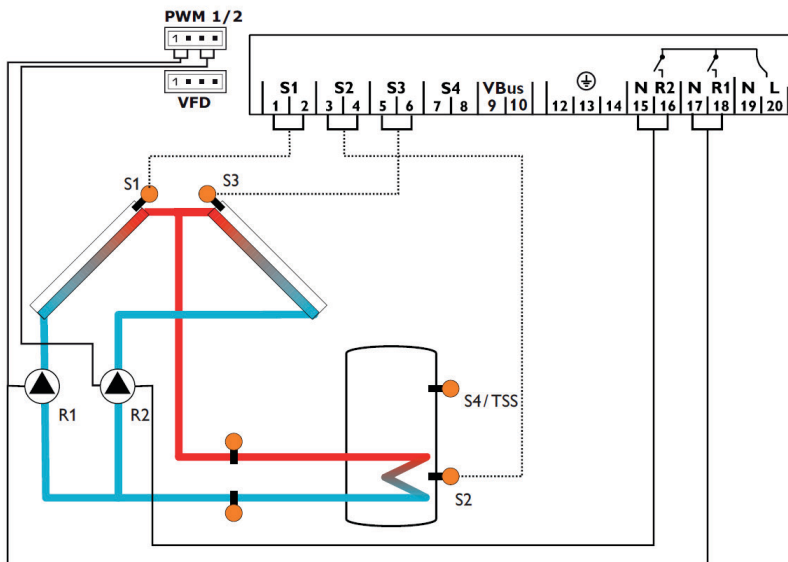 PWM 1/2
1
1
VFD
S1 S2 S3 S4 VBus N R2 N R1 N L
1 2 3 4 5 6 7 8 9 10 12 13 14 15 16 17 18 19 20
S1 S3
S4/TSS
R1 R2
S2